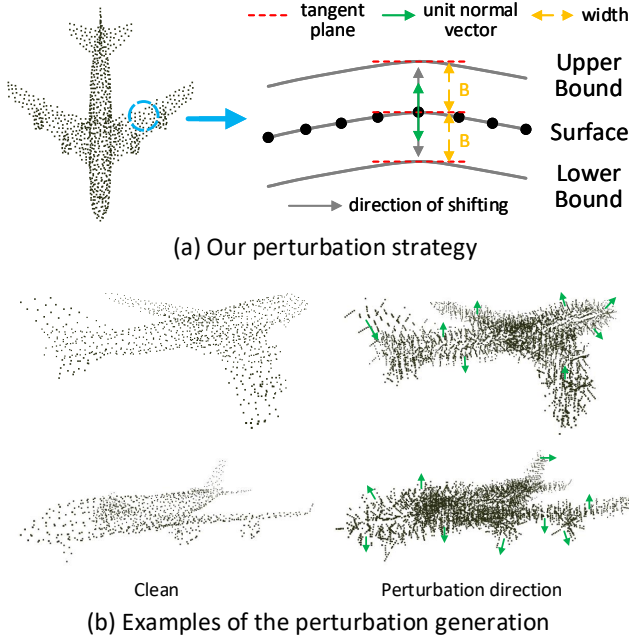 tangent plane
unit normal vector
width
Upper Bound
B
Surface
B
Lower Bound
direction of shifting
(a) Our perturbation strategy
Clean
Perturbation direction
(b) Examples of the perturbation generation